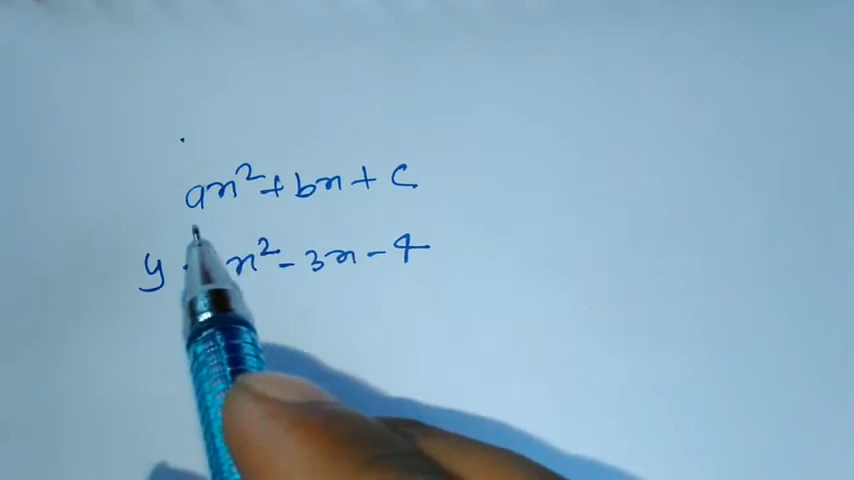 ax² + bx + c
y x² - 3x - 4